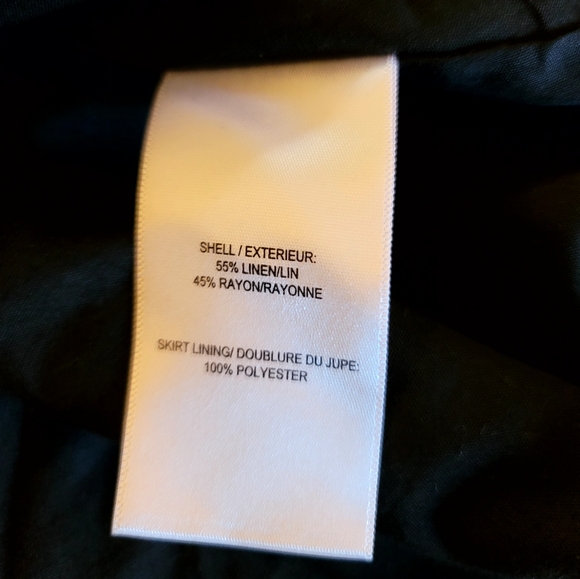 SHELL / EXTERIEUR:
55% LINEN/LIN
45% RAYON/RAYONNE
SKIRT LINING/ DOUBLURE DU JUPE:
100% POLYESTER